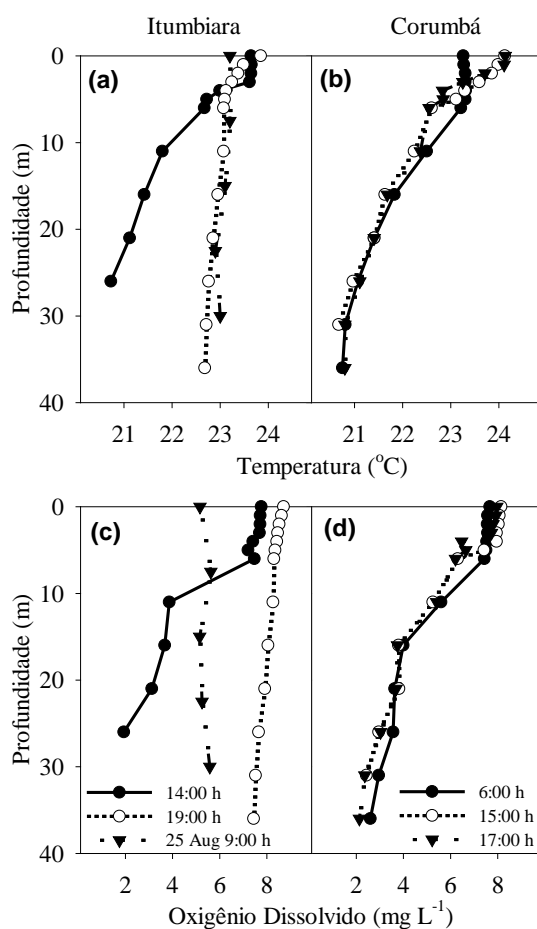 Itumbiara Corumbá
0
(a) (b)
10
20
30
40
Profundidade (m)
21 22 23 24 21 22 23 24
Temperatura (°C)
0
(c) (d)
10
20
30
40
Profundidade (m)
14:00 h 6:00 h
19:00 h 15:00 h
25 Aug 9:00 h 17:00 h
2 4 6 8 2 4 6 8
Oxigênio Dissolvido (mg L⁻¹)